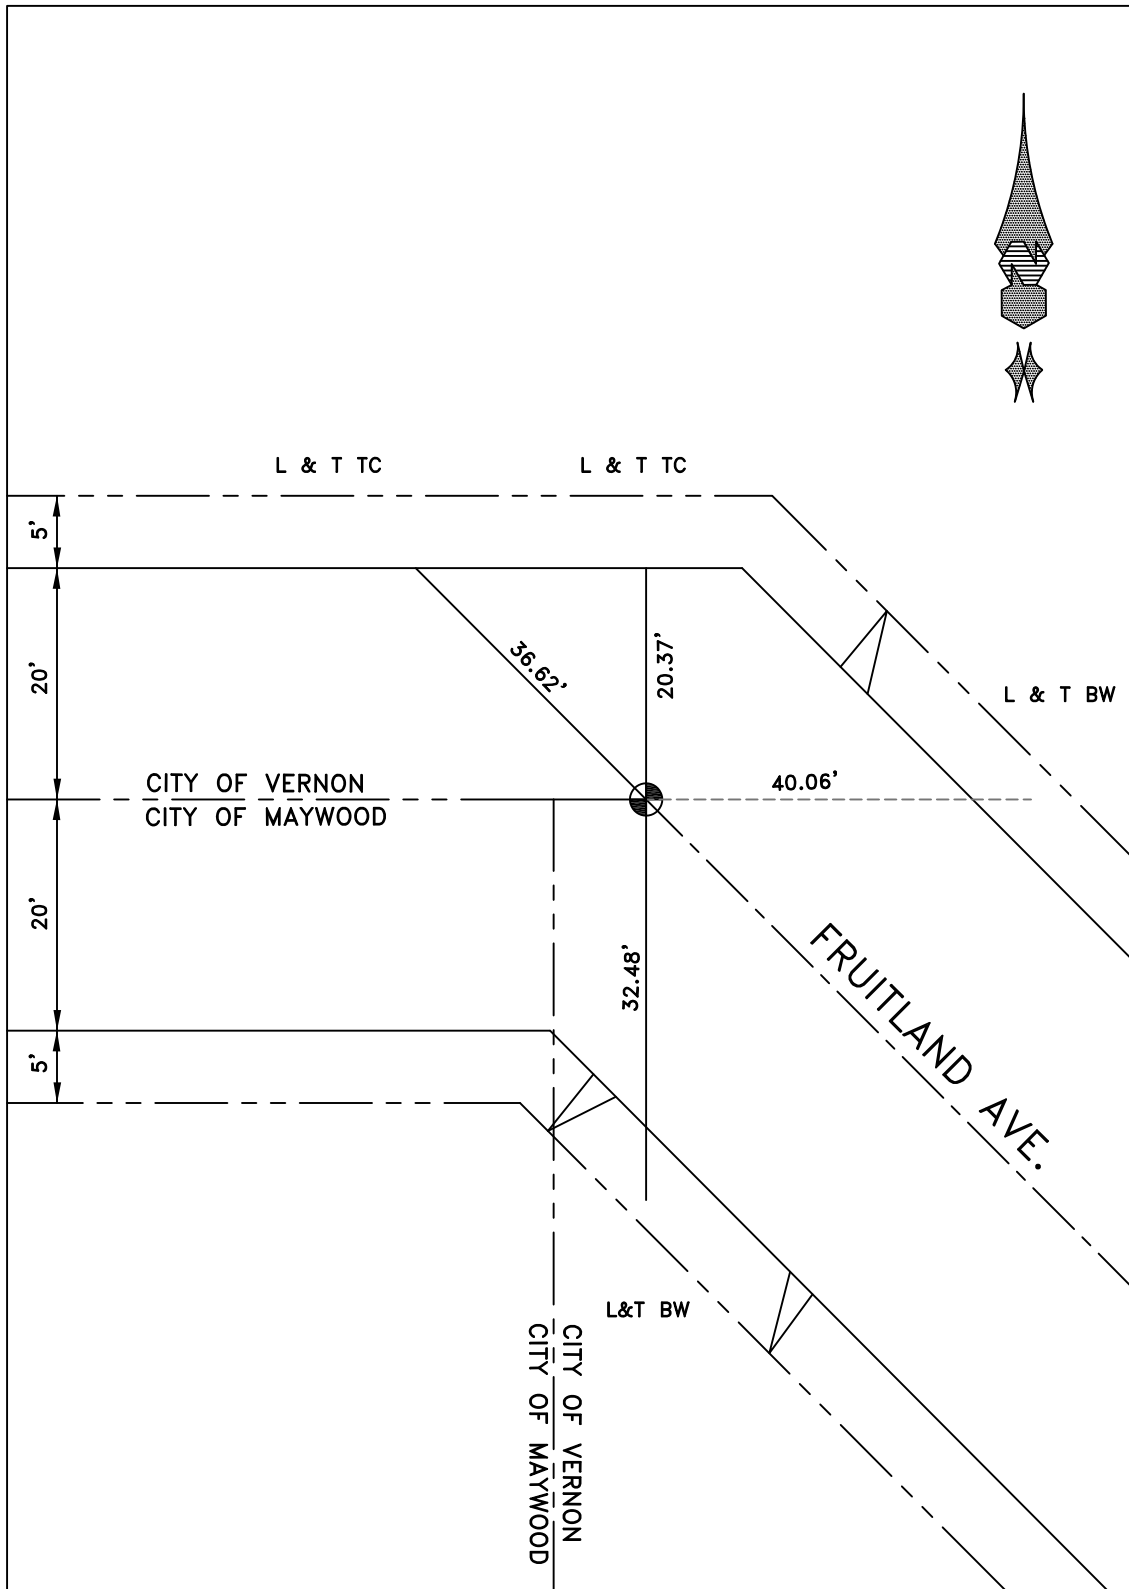 L & T TC
L & T TC
5'
20'
36.62'
20.37'
L & T BW
CITY OF VERNON
CITY OF MAYWOOD
40.06'
20'
32.48'
FRUITLAND AVE.
5'
L&T BW
CITY OF VERNON
CITY OF MAYWOOD